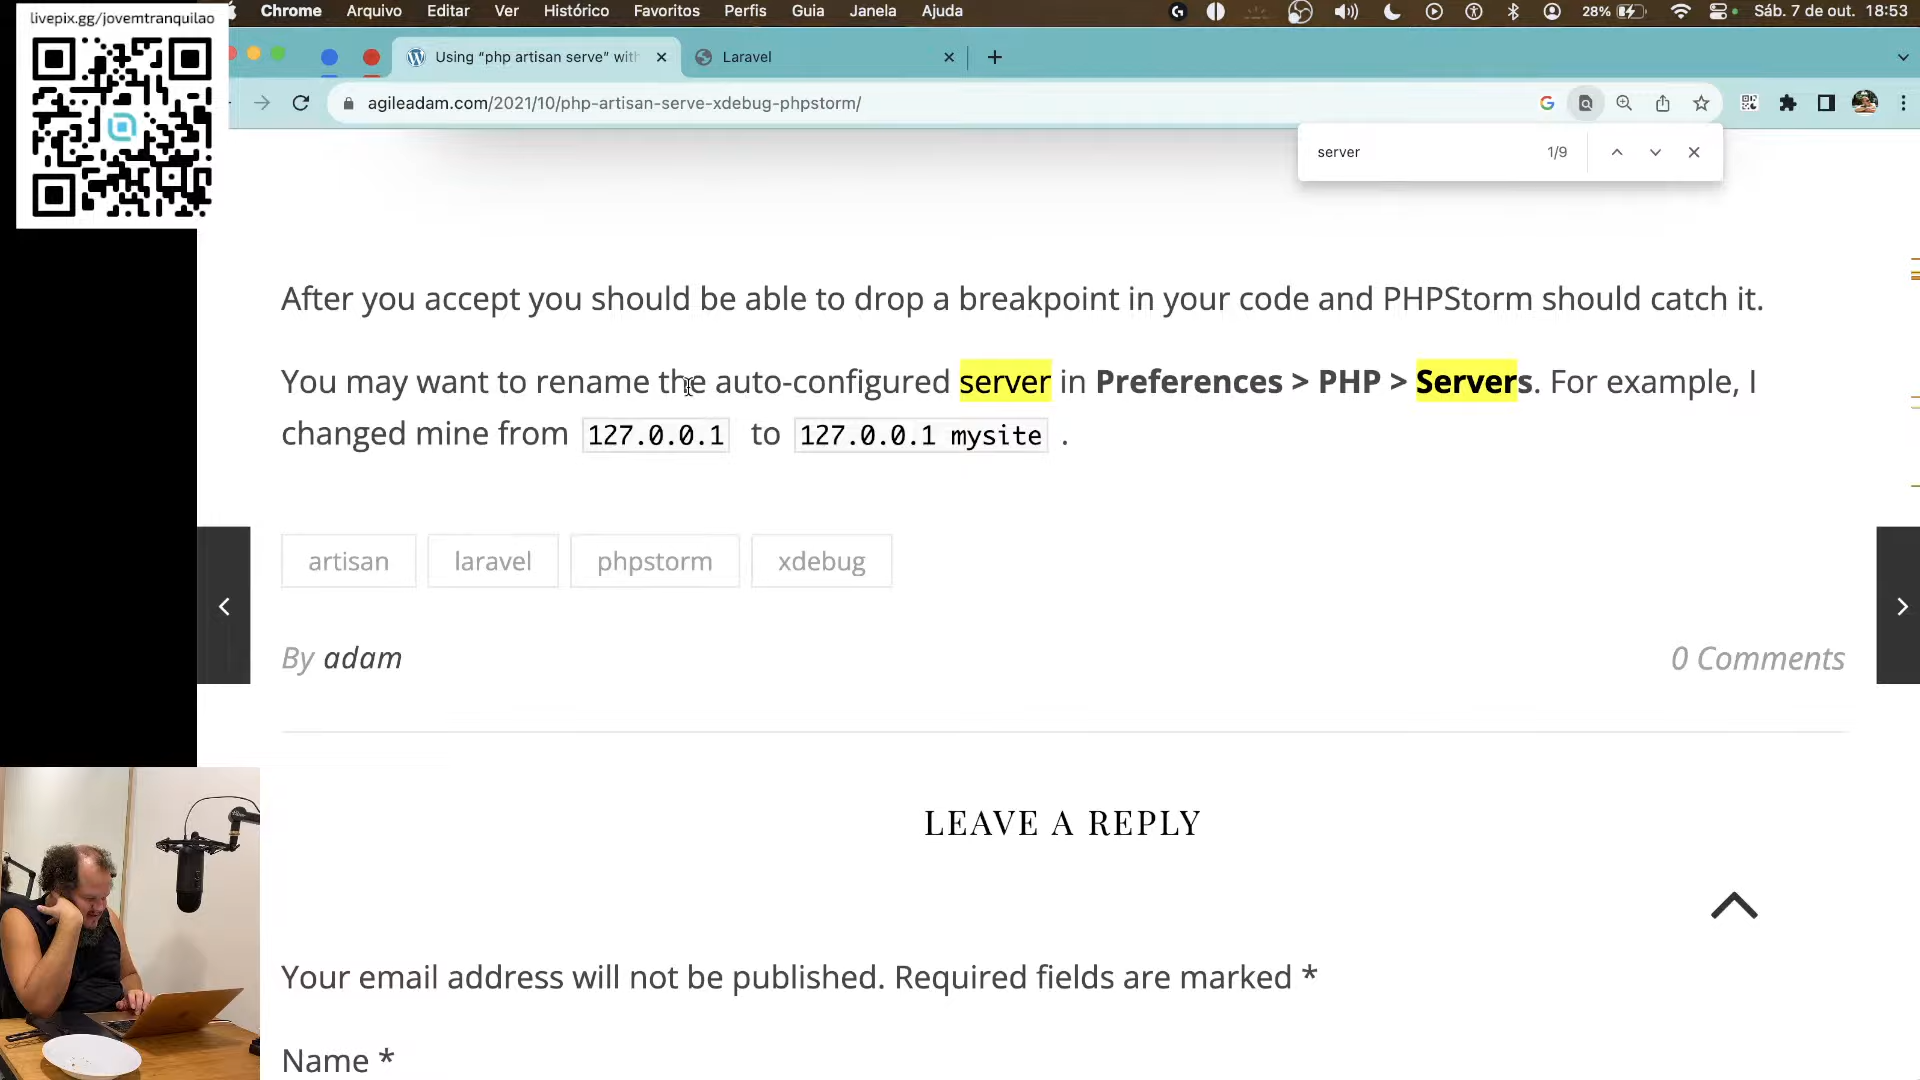 livepix.gg/jovemtranquilao
Chrome Arquivo Editar Ver Histórico Favoritos Perfis Guia Janela Ajuda 28% Sáb. 7 de out. 18:53
Using “php artisan serve” with Laravel
agileadam.com/2021/10/php-artisan-serve-xdebug-phpstorm/
server 1/9
After you accept you should be able to drop a breakpoint in your code and PHPStorm should catch it.
You may want to rename the auto-configured server in Preferences > PHP > Servers. For example, I
changed mine from 127.0.0.1 to 127.0.0.1 mysite .
artisan laravel phpstorm xdebug
By adam 0 Comments
LEAVE A REPLY
Your email address will not be published. Required fields are marked *
Name *